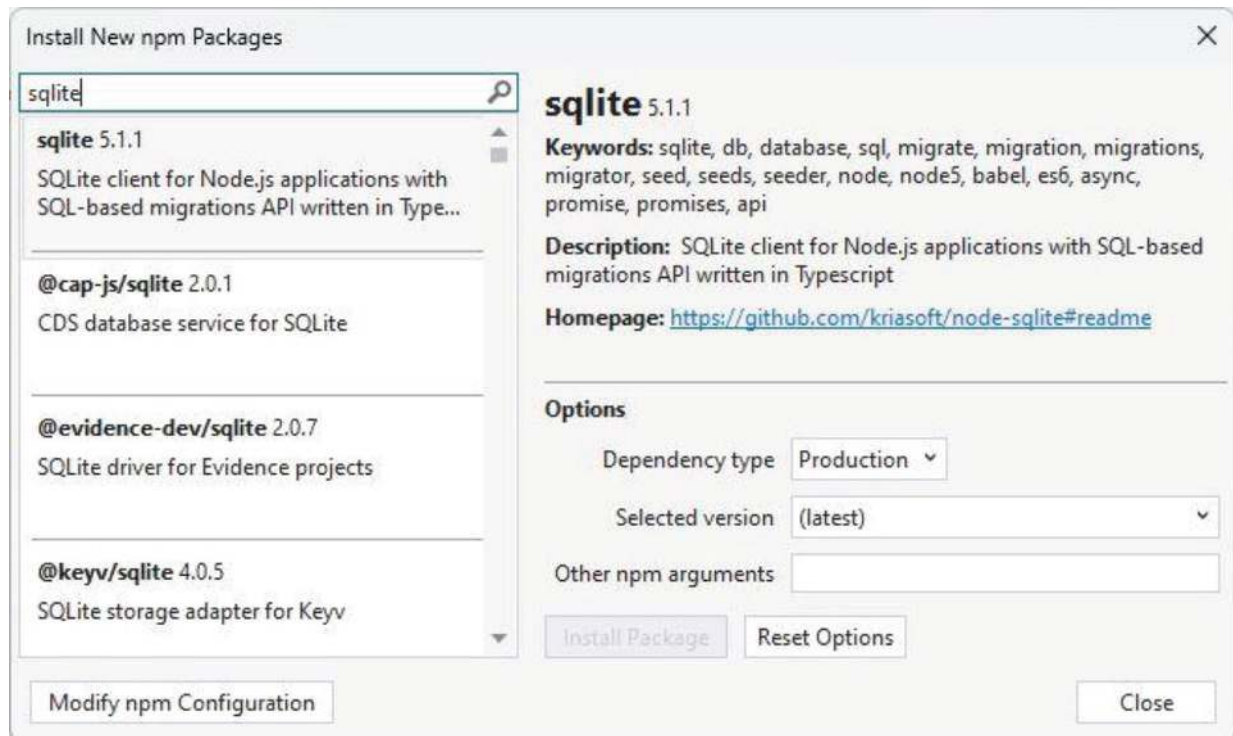 Install New npm Packages
sqlite
sqlite 5.1.1
SQLite client for Node.js applications with
SQL-based migrations API written in Type...
@cap-js/sqlite 2.0.1
CDS database service for SQLite
@evidence-dev/sqlite 2.0.7
SQLite driver for Evidence projects
@keyv/sqlite 4.0.5
SQLite storage adapter for Keyv
sqlite 5.1.1
Keywords: sqlite, db, database, sql, migrate, migration, migrations,
migrator, seed, seeds, seeder, node, node5, babel, es6, async,
promise, promises, api
Description: SQLite client for Node.js applications with SQL-based
migrations API written in Typescript
Homepage: https://github.com/kriasoft/node-sqlite#readme
Options
Dependency type Production
Selected version (latest)
Other npm arguments
Install Package Reset Options
Modify npm Configuration Close